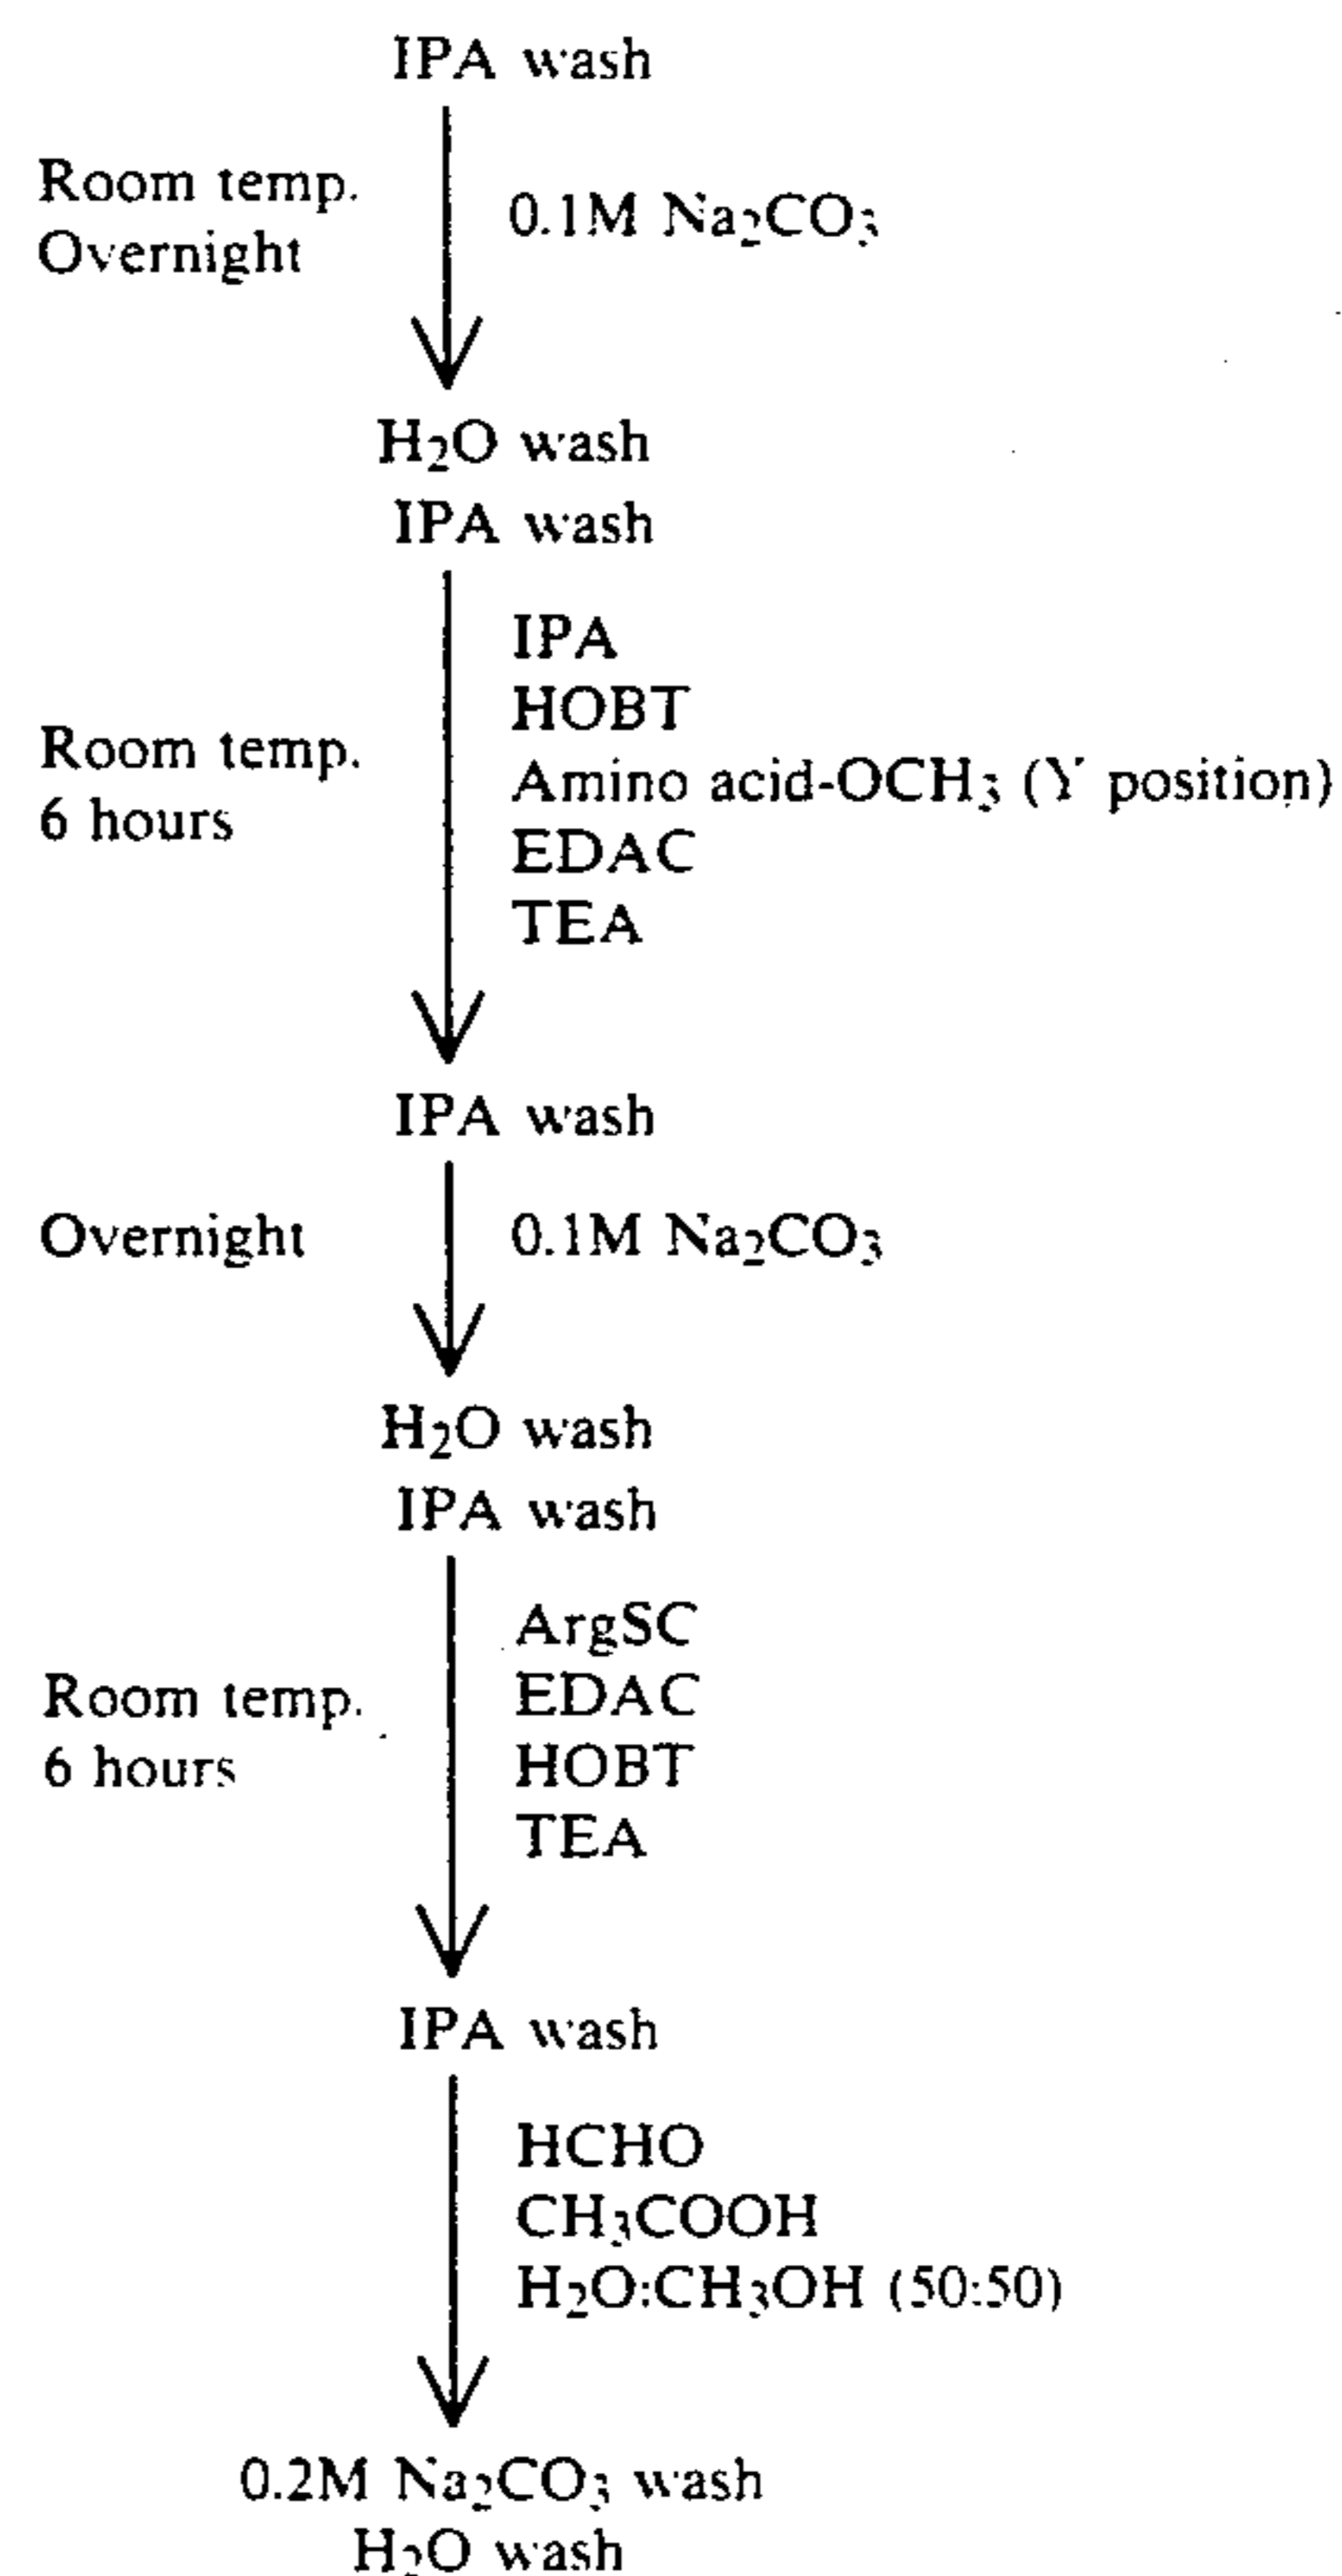 IPA wash
Room temp.
Overnight
0.1M Na₂CO₃
H₂O wash
IPA wash
Room temp.
6 hours
IPA
HOBT
Amino acid-OCH₃ (Y position)
EDAC
TEA
IPA wash
Overnight
0.1M Na₂CO₃
H₂O wash
IPA wash
Room temp.
6 hours
ArgSC
EDAC
HOBT
TEA
IPA wash
HCHO
CH₃COOH
H₂O:CH₃OH (50:50)
0.2M Na₂CO₃ wash
H₂O wash